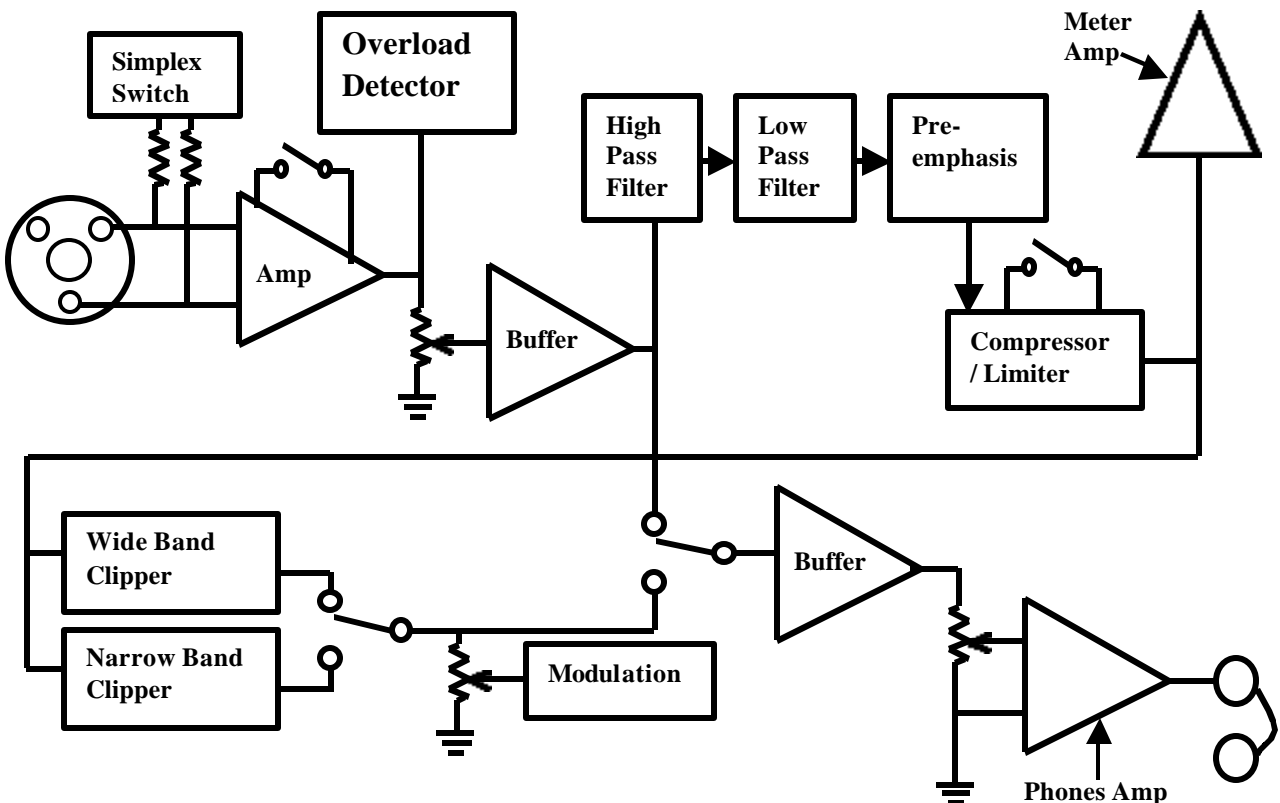 Simplex
Switch
Overload
Detector
Meter
Amp
High
Pass
Filter
Low
Pass
Filter
Pre-
emphasis
Amp
Buffer
Compressor
/ Limiter
Wide Band
Clipper
Buffer
Narrow Band
Clipper
Modulation
Phones Amp